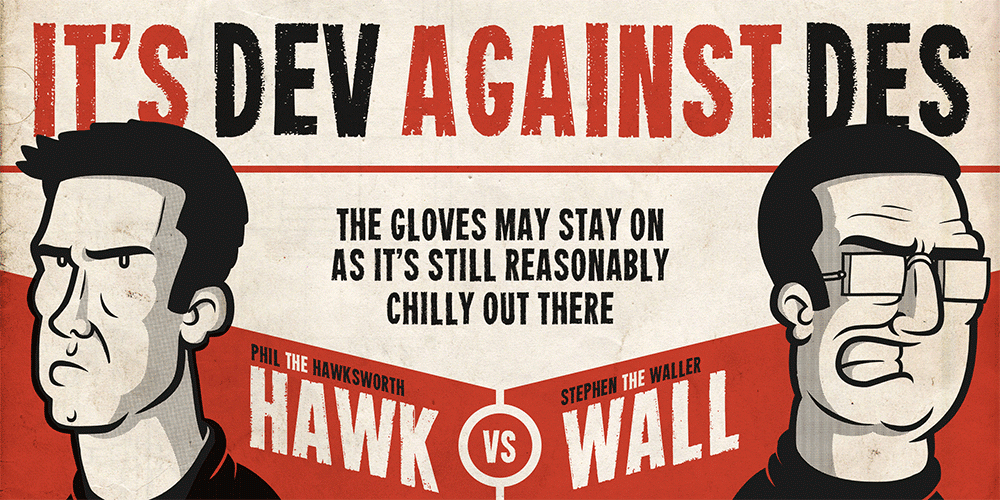 IT'S DEV AGAINST DES
THE GLOVES MAY STAY ON
AS IT'S STILL REASONABLY
CHILLY OUT THERE
PHIL THE HAWKSWORTH
HAWK
VS
STEPHEN THE WALLER
WALL